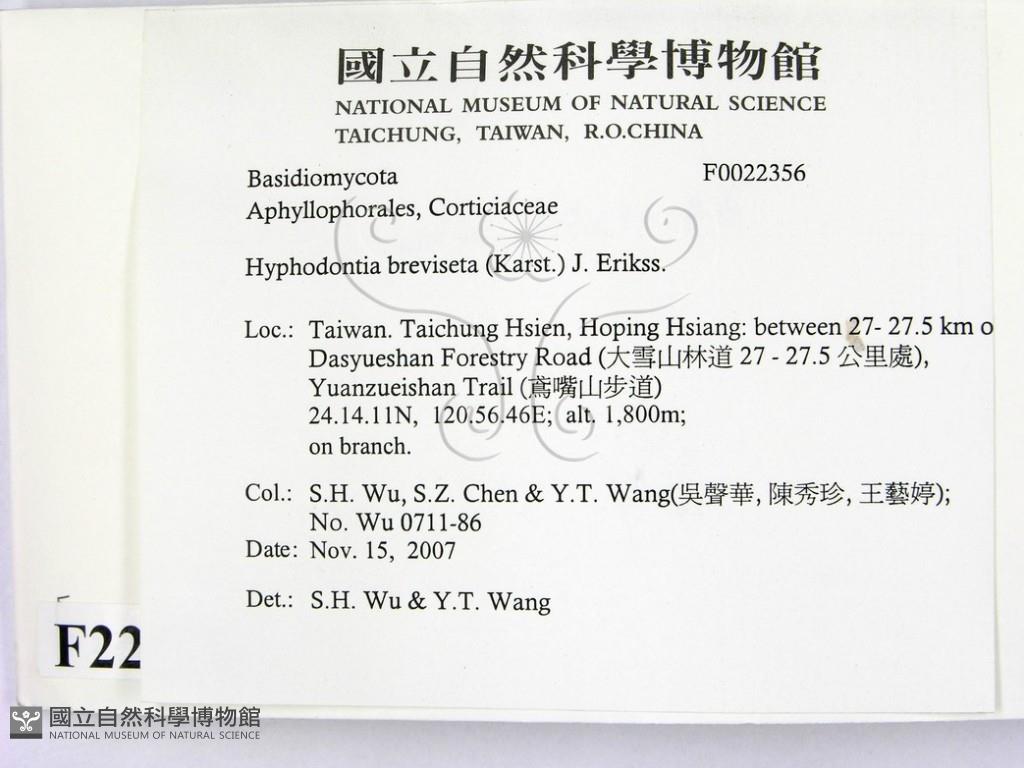 國立自然科學博物館
NATIONAL MUSEUM OF NATURAL SCIENCE
TAICHUNG, TAIWAN, R.O.CHINA
Basidiomycota F0022356
Aphyllophorales, Corticiaceae
Hyphodontia breviseta (Karst.) J. Erikss.
Loc.: Taiwan. Taichung Hsien, Hoping Hsiang: between 27- 27.5 km o
Dasyueshan Forestry Road (大雪山林道 27 - 27.5 公里處),
Yuanzueishan Trail (鳶嘴山步道)
24.14.11N, 120.56.46E; alt. 1,800m;
on branch.
Col.: S.H. Wu, S.Z. Chen & Y.T. Wang(吳聲華, 陳秀珍, 王藝婷);
No. Wu 0711-86
Date: Nov. 15, 2007
Det.: S.H. Wu & Y.T. Wang
F22
國立自然科學博物館
NATIONAL MUSEUM OF NATURAL SCIENCE